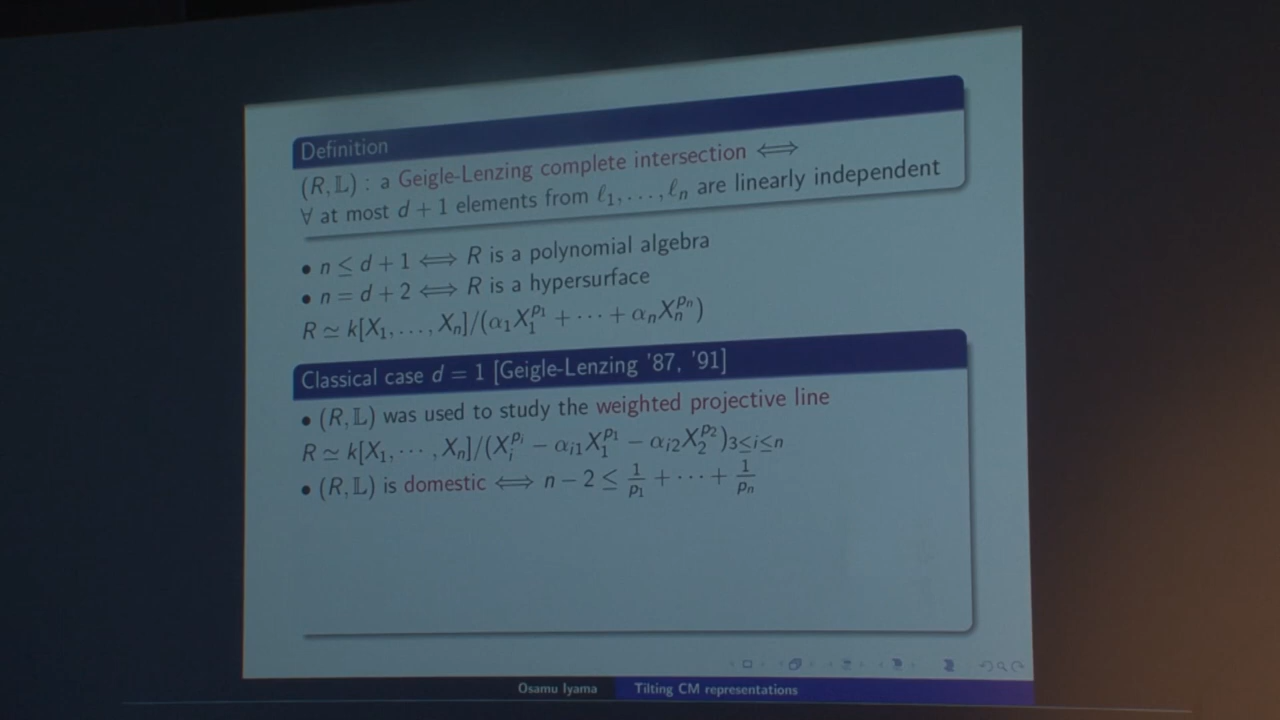 Definition
(R, 𝕃) : a Geigle-Lenzing complete intersection ⟺
∀ at most d + 1 elements from ℓ₁, . . . , ℓₙ are linearly independent
• n ≤ d + 1 ⟺ R is a polynomial algebra
• n = d + 2 ⟺ R is a hypersurface
R ≃ k[X₁, . . . , Xₙ]/(α₁X₁^{p₁} + · · · + αₙXₙ^{pₙ})
Classical case d = 1 [Geigle-Lenzing '87, '91]
• (R, 𝕃) was used to study the weighted projective line
R ≃ k[X₁, · · · , Xₙ]/(X_i^{p_i} − α_{i1}X₁^{p₁} − α_{i2}X₂^{p₂})_{3≤i≤n}
• (R, 𝕃) is domestic ⟺ n − 2 ≤ 1/p₁ + · · · + 1/pₙ
Osamu Iyama Tilting CM representations